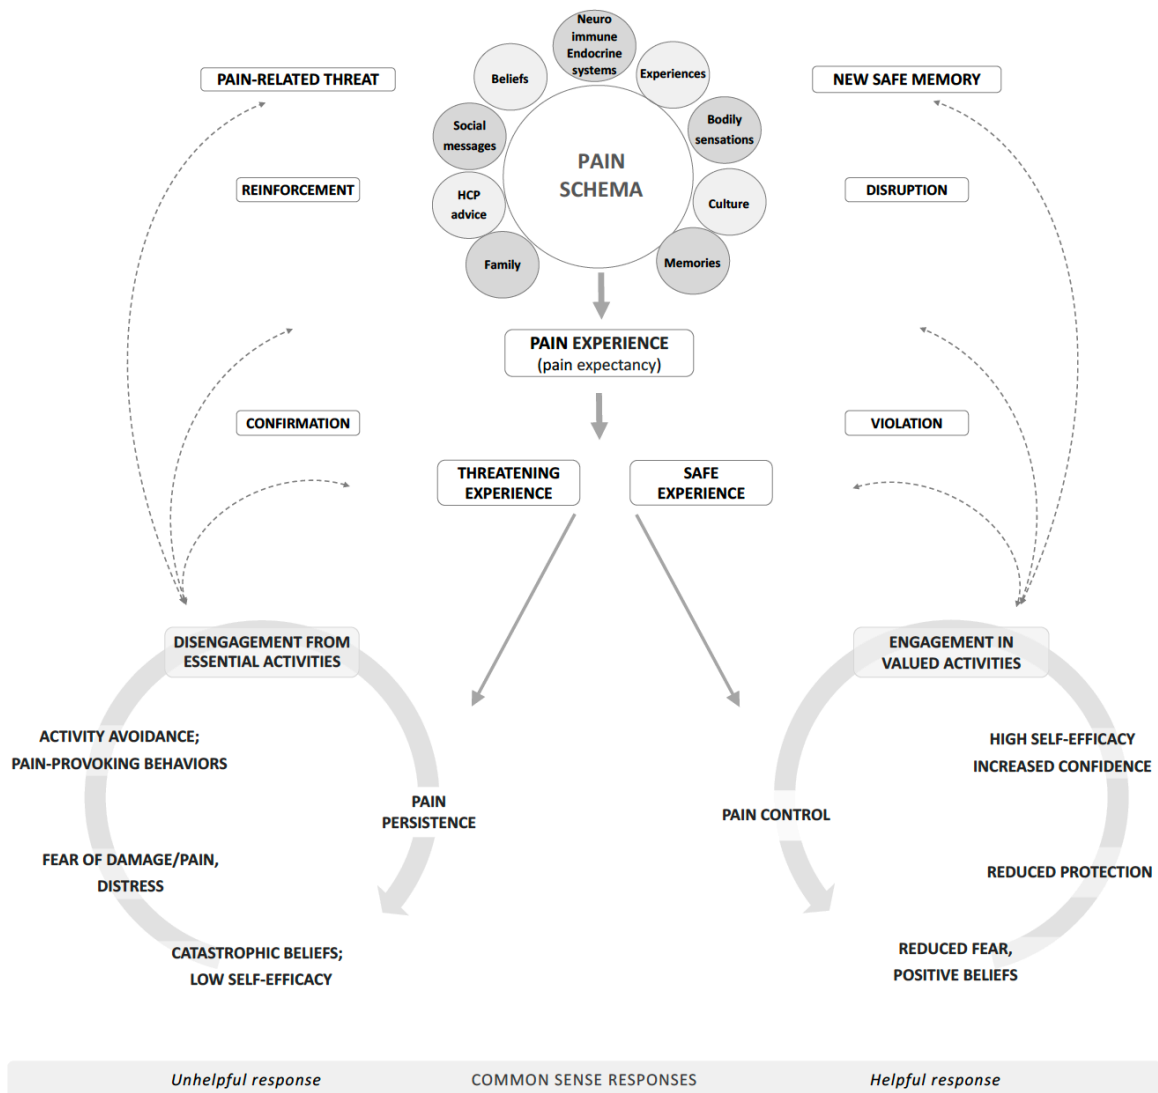 Neuro
immune
Endocrine
systems
Beliefs
Experiences
PAIN-RELATED THREAT
NEW SAFE MEMORY
Social
messages
Bodily
sensations
PAIN
SCHEMA
REINFORCEMENT
DISRUPTION
HCP
advice
Culture
Family
Memories
PAIN EXPERIENCE
(pain expectancy)
CONFIRMATION
VIOLATION
THREATENING
EXPERIENCE
SAFE
EXPERIENCE
DISENGAGEMENT FROM
ESSENTIAL ACTIVITIES
ACTIVITY AVOIDANCE;
PAIN-PROVOKING BEHAVIORS
PAIN
PERSISTENCE
FEAR OF DAMAGE/PAIN,
DISTRESS
CATASTROPHIC BELIEFS;
LOW SELF-EFFICACY
ENGAGEMENT IN
VALUED ACTIVITIES
HIGH SELF-EFFICACY
INCREASED CONFIDENCE
PAIN CONTROL
REDUCED PROTECTION
REDUCED FEAR,
POSITIVE BELIEFS
Unhelpful response
COMMON SENSE RESPONSES
Helpful response